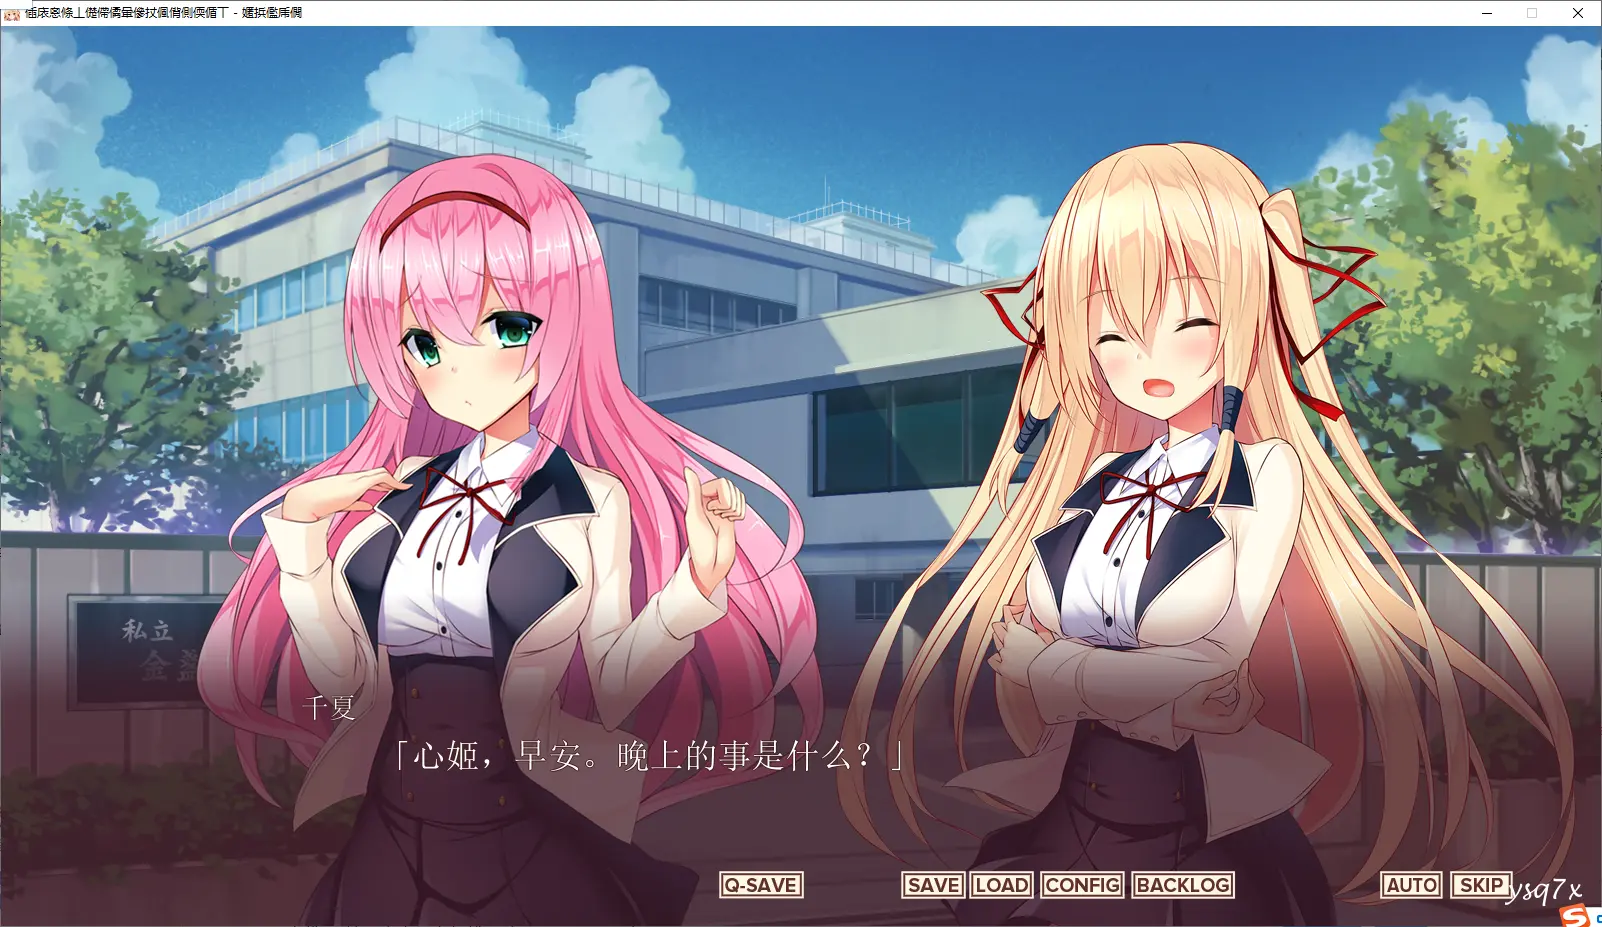 私立
金
千夏
「心姬，早安。晚上的事是什么？」
Q-SAVE SAVE LOAD CONFIG BACKLOG AUTO SKIP
ysq7x